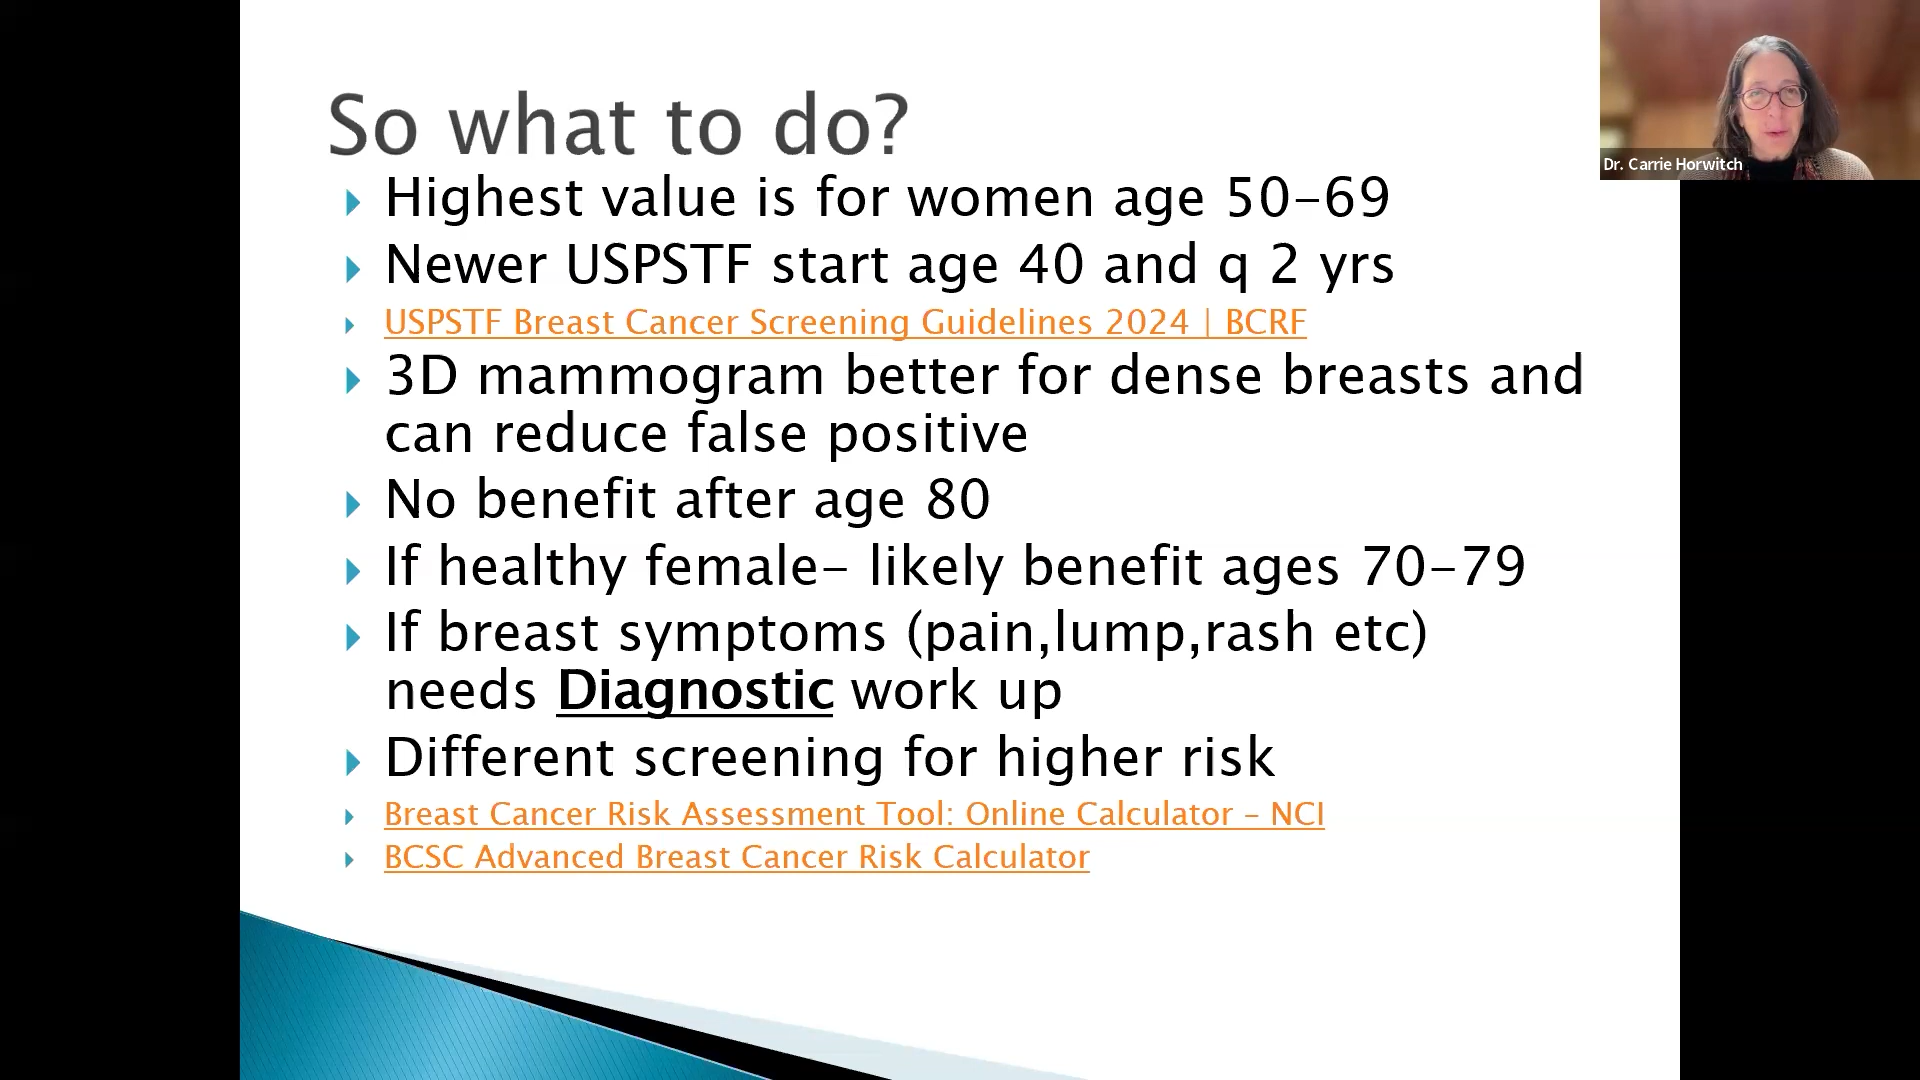 So what to do?
Highest value is for women age 50-69
Newer USPSTF start age 40 and q 2 yrs
USPSTF Breast Cancer Screening Guidelines 2024 | BCRF
3D mammogram better for dense breasts and
can reduce false positive
No benefit after age 80
If healthy female- likely benefit ages 70-79
If breast symptoms (pain,lump,rash etc)
needs Diagnostic work up
Different screening for higher risk
Breast Cancer Risk Assessment Tool: Online Calculator - NCI
BCSC Advanced Breast Cancer Risk Calculator
Dr. Carrie Horwitch